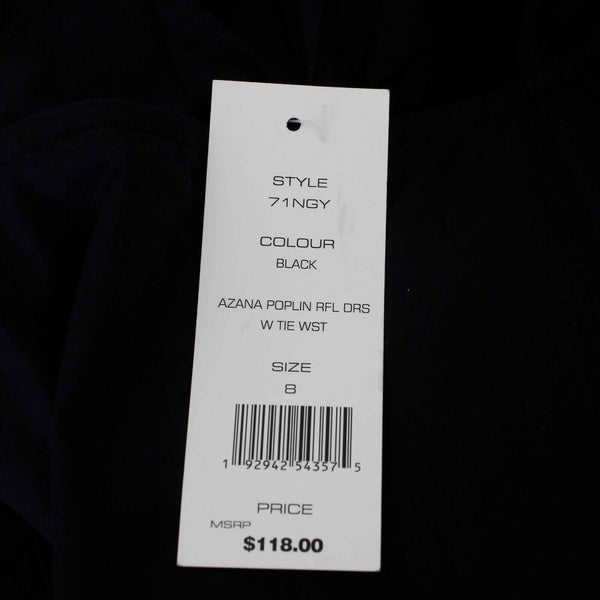 STYLE
71NGY
COLOUR
BLACK
AZANA POPLIN RFL DRS
W TIE WST
SIZE
8
1 92942 54357 5
PRICE
MSRP
$118.00